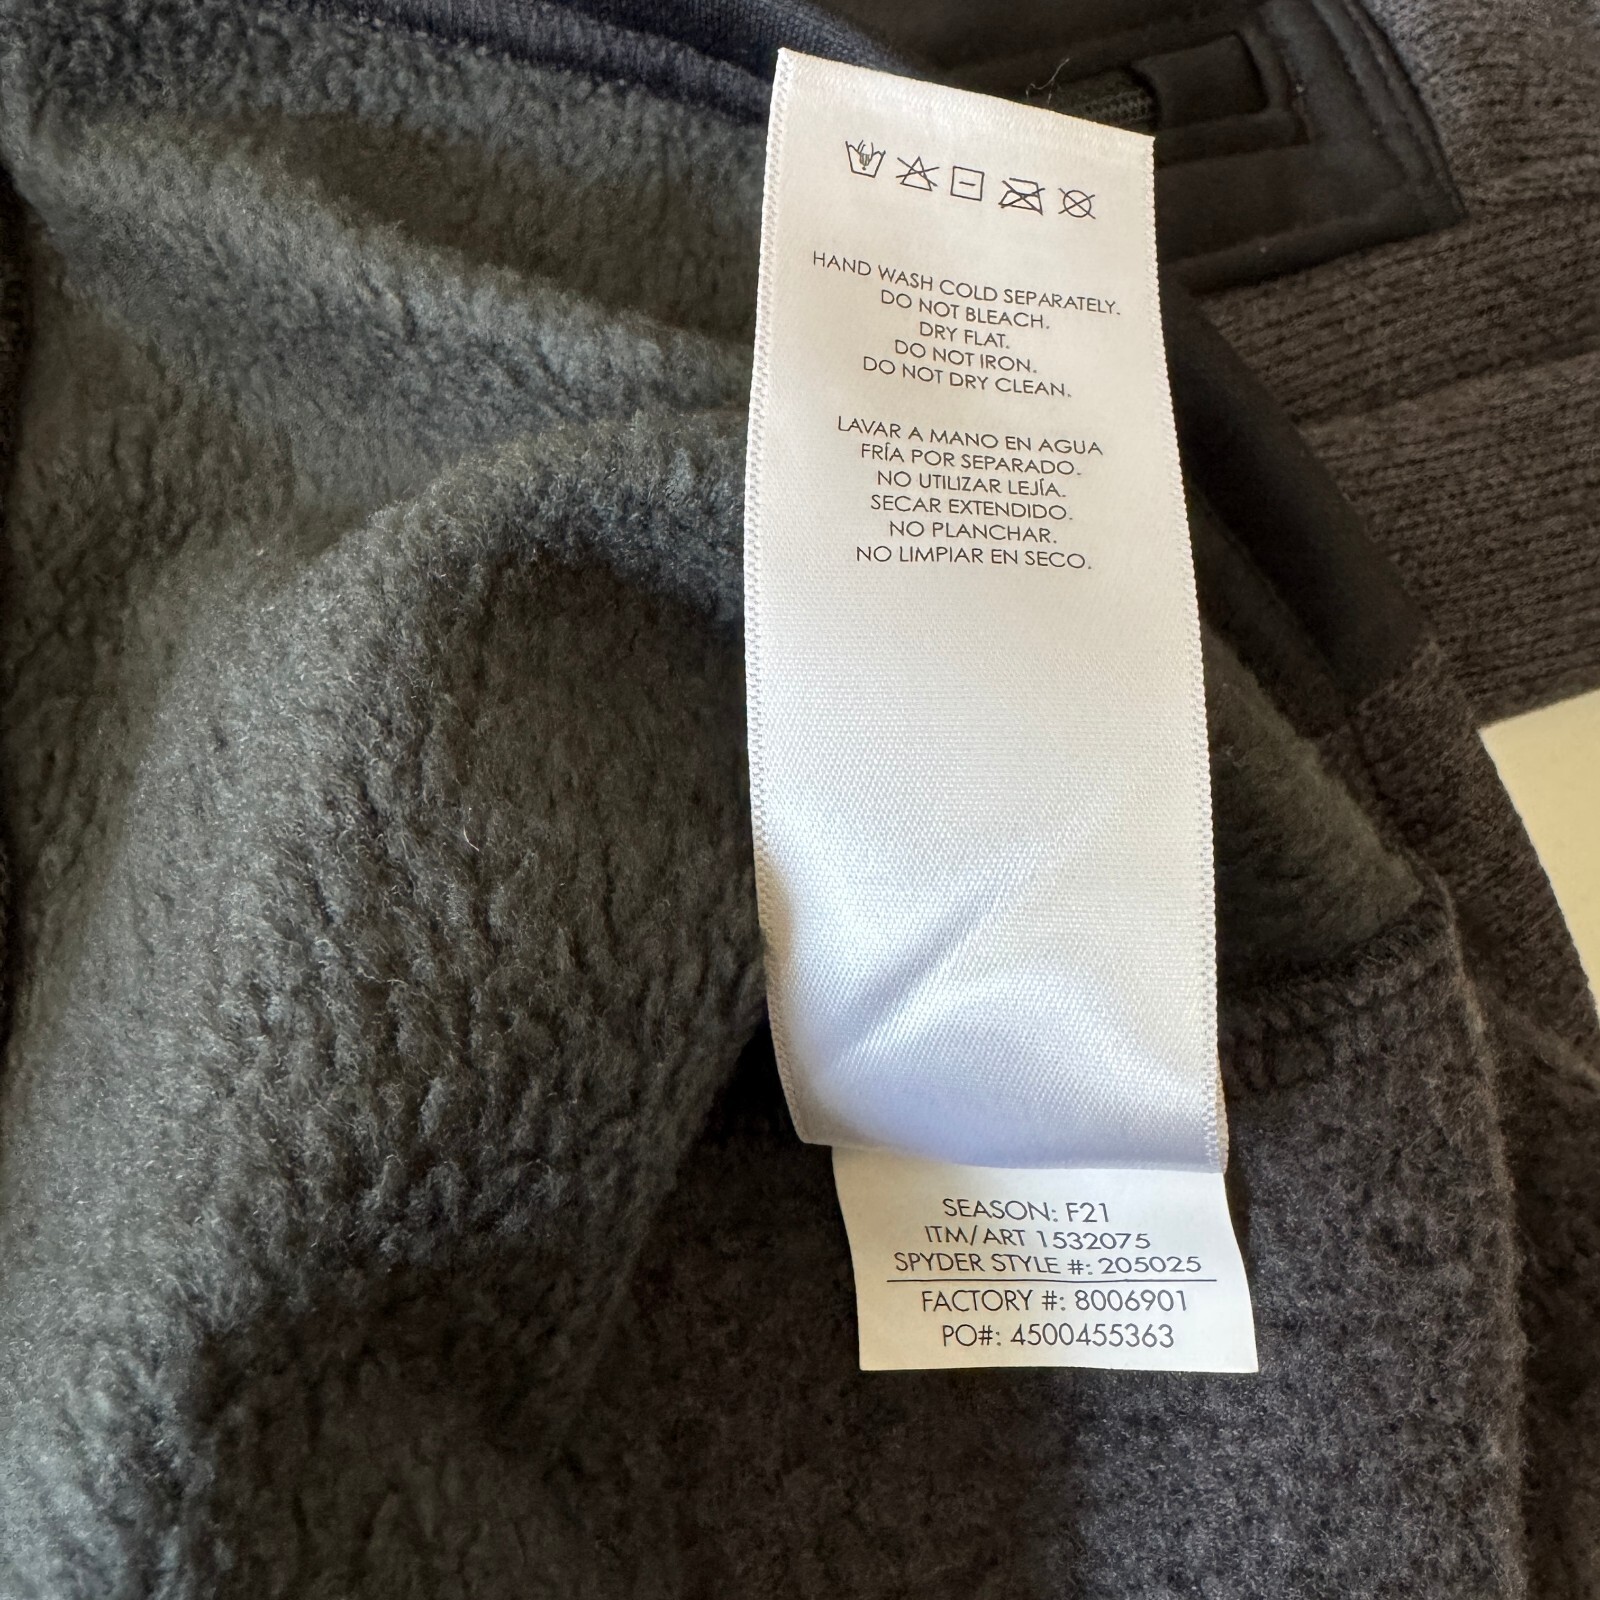 HAND WASH COLD SEPARATELY.
DO NOT BLEACH.
DRY FLAT.
DO NOT IRON.
DO NOT DRY CLEAN.
LAVAR A MANO EN AGUA
FRÍA POR SEPARADO.
NO UTILIZAR LEJÍA.
SECAR EXTENDIDO.
NO PLANCHAR.
NO LIMPIAR EN SECO.
SEASON: F21
ITM/ART 1532075
SPYDER STYLE #: 205025
FACTORY #: 8006901
PO#: 4500455363